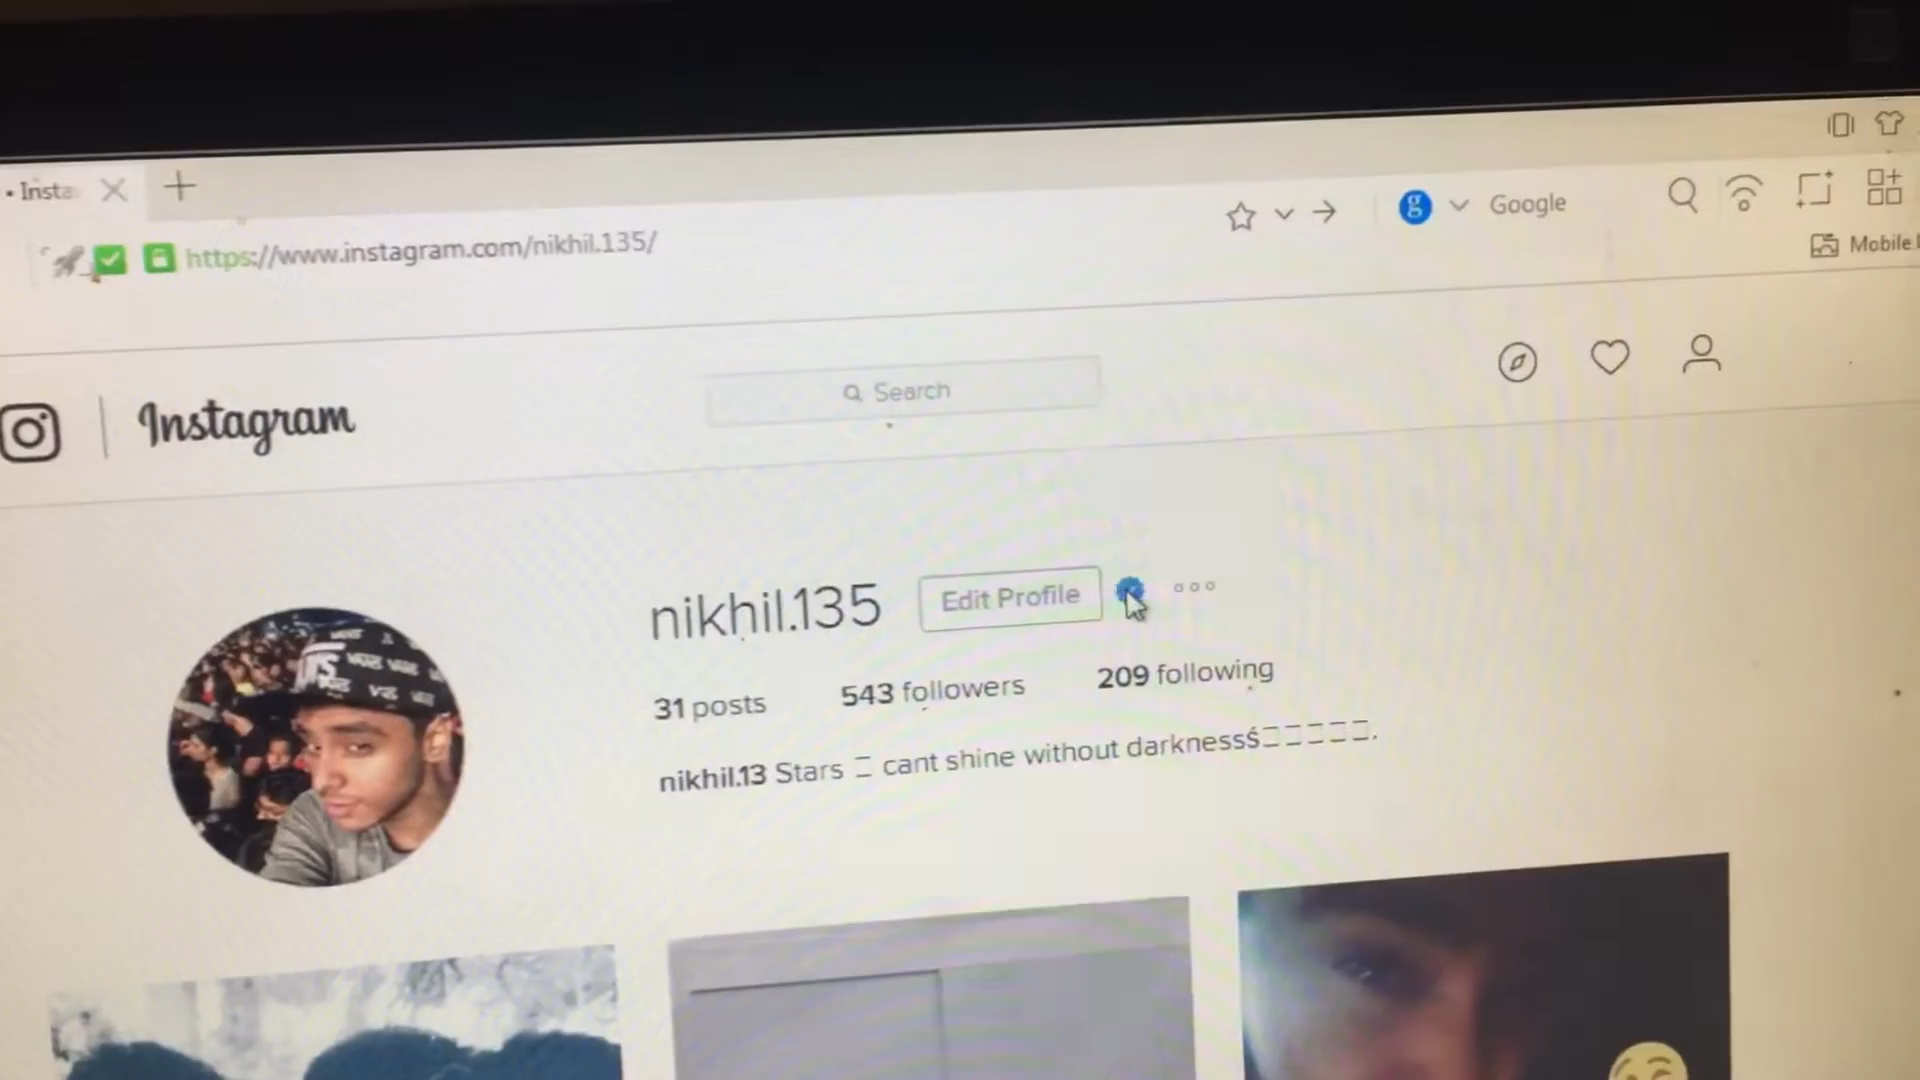 • Insta
https://www.instagram.com/nikhil.135/
Google
Mobile
Instagram
Search
nikhil.135 Edit Profile
31 posts 543 followers 209 following
nikhil.13 Stars □ cant shine without darknessś□□□□□.